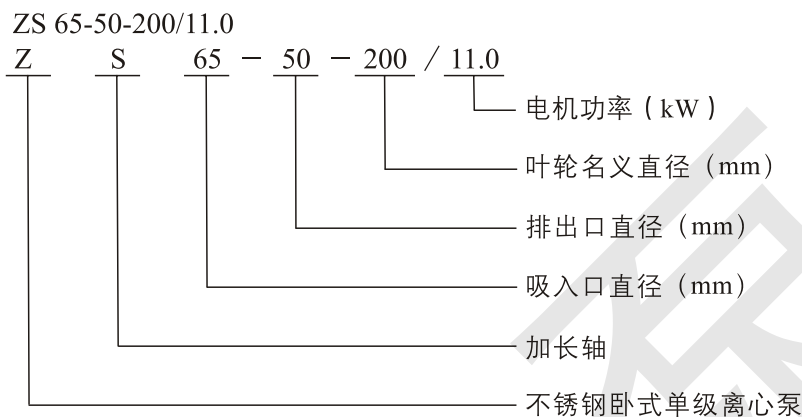 ZS 65-50-200/11.0
Z S 65 - 50 - 200 / 11.0
电机功率(kW)
叶轮名义直径(mm)
排出口直径(mm)
吸入口直径(mm)
加长轴
不锈钢卧式单级离心泵
泵